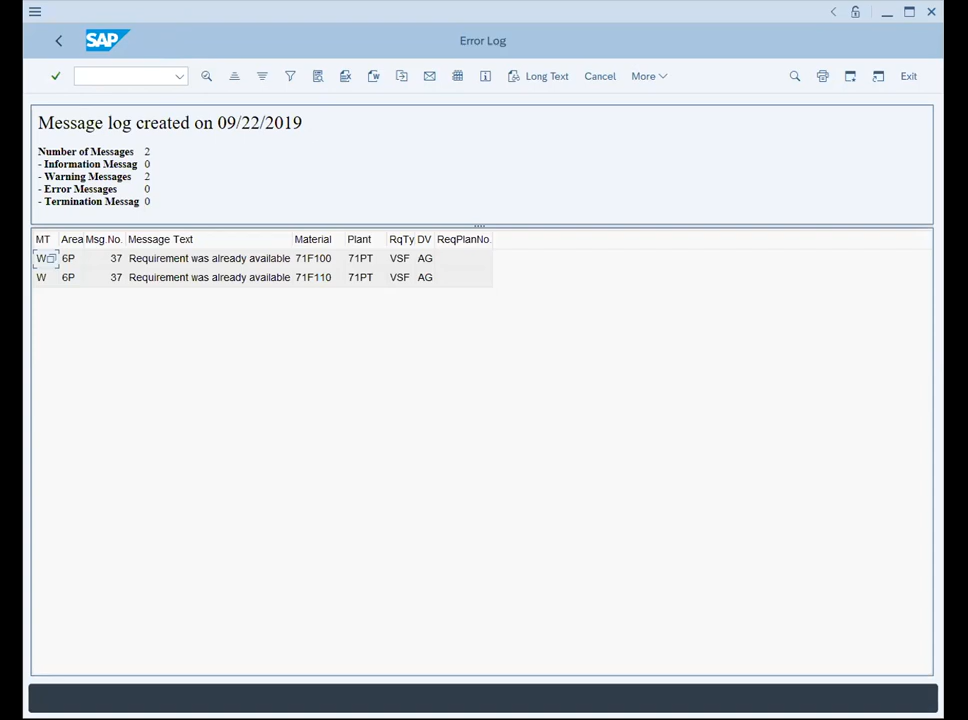 SAP
Error Log
Long Text Cancel More Exit
Message log created on 09/22/2019
Number of Messages 2
- Information Messag 0
- Warning Messages 2
- Error Messages 0
- Termination Messag 0
MT Area Msg.No. Message Text Material Plant RqTy DV ReqPlanNo.
W 6P 37 Requirement was already available 71F100 71PT VSF AG
W 6P 37 Requirement was already available 71F110 71PT VSF AG